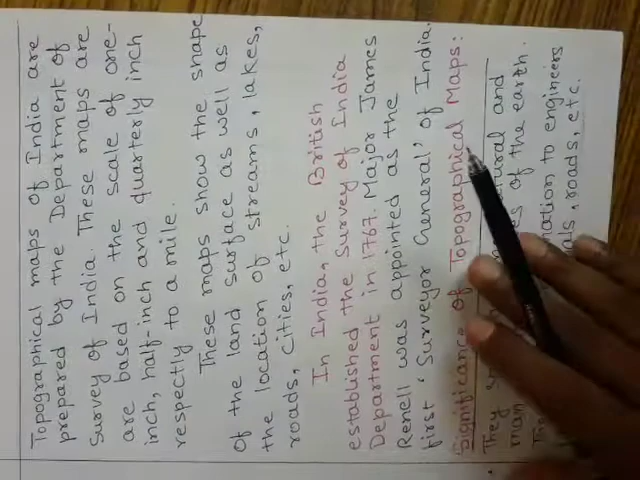 Topographical maps of India are
prepared by the Department of
Survey of India. These maps are
are based on the scale of one-
inch, half-inch and quarterly inch
respectly to a mile.
These maps show the shape
of the land surface as well as
the location of streams, lakes,
roads, cities, etc.
In India, the British
established the Survey of India
Department in 1767. Major James
Renell was appointed as the
first 'Surveyor General' of India.
Significance of Topographical Maps:
They and
man of the earth.
to engineers
roads, etc.